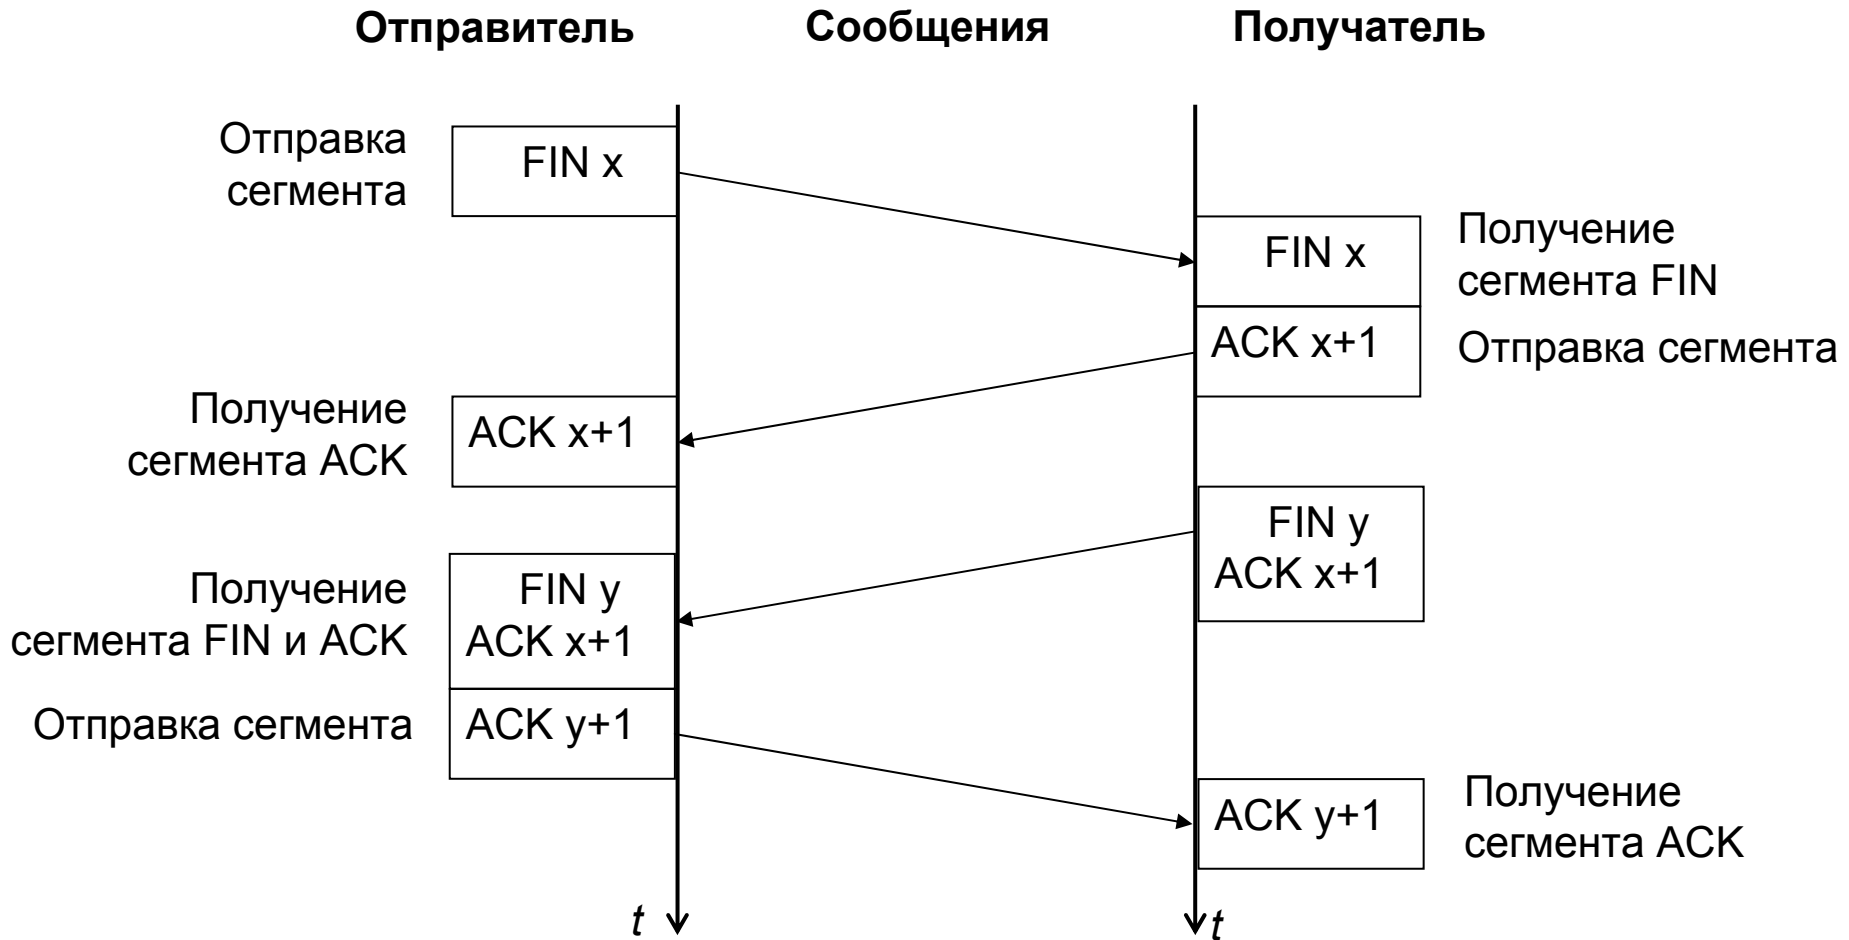 Отправитель
Сообщения
Получатель
Отправка
сегмента
FIN x
FIN x
Получение
сегмента FIN
ACK x+1
Отправка сегмента
Получение
сегмента ACK
ACK x+1
FIN y
ACK x+1
Получение
сегмента FIN и ACK
FIN y
ACK x+1
Отправка сегмента
ACK y+1
ACK y+1
Получение
сегмента ACK
t
t